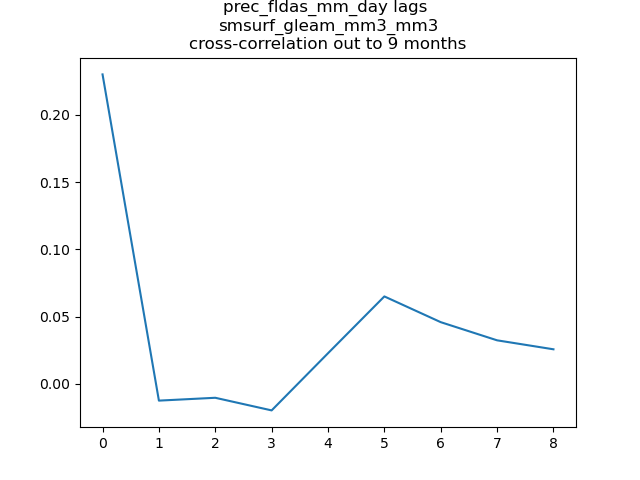 prec_fldas_mm_day lags
smsurf_gleam_mm3_mm3
cross-correlation out to 9 months
0.20
0.15
0.10
0.05
0.00
0 1 2 3 4 5 6 7 8